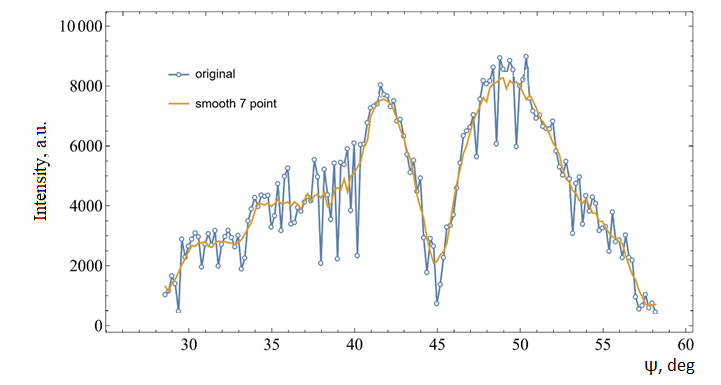 Intensity, a.u.
10 000
8000
6000
4000
2000
0
original
smooth 7 point
30 35 40 45 50 55 60
ψ, deg